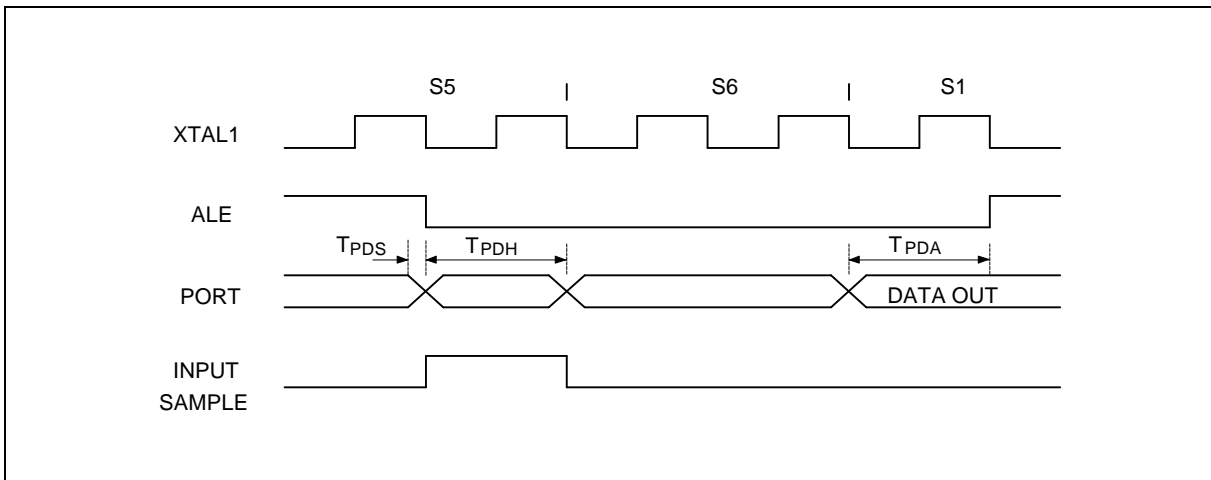 S5 | S6 | S1
XTAL1
ALE
TPDS TPDH TPDA
PORT DATA OUT
INPUT
SAMPLE